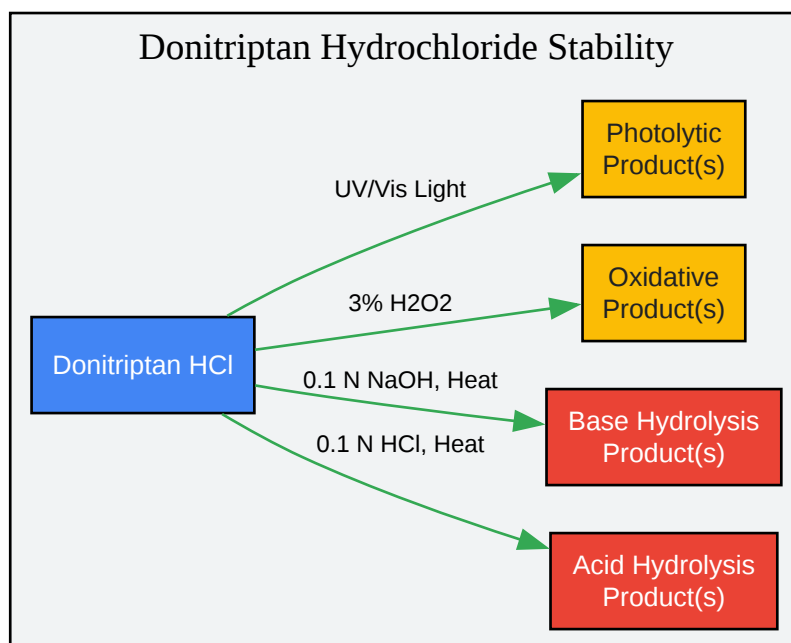 Donitriptan Hydrochloride Stability
Photolytic
Product(s)
UV/Vis Light
Oxidative
Product(s)
3% H2O2
Donitriptan HCl
0.1 N NaOH, Heat
Base Hydrolysis
Product(s)
0.1 N HCl, Heat
Acid Hydrolysis
Product(s)